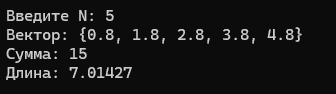 Введите N: 5
Вектор: {0.8, 1.8, 2.8, 3.8, 4.8}
Сумма: 15
Длина: 7.01427